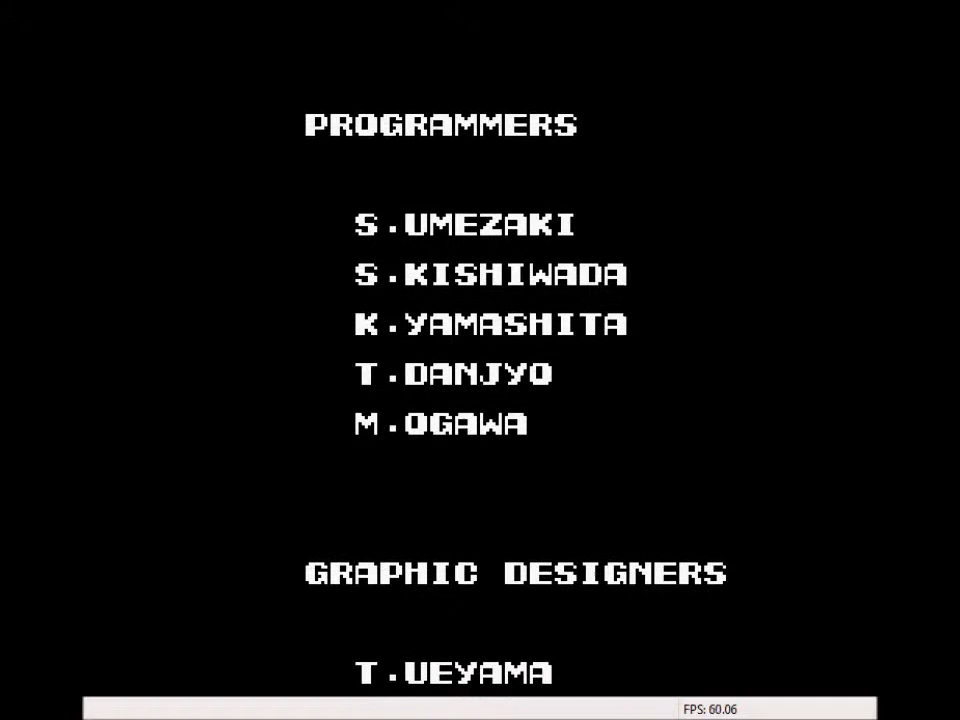 PROGRAMMERS
S.UMEZAKI
S.KISHIWADA
K.YAMASHITA
T.DANJYO
M.OGAWA
GRAPHIC DESIGNERS
T.UEYAMA
FPS: 60.06